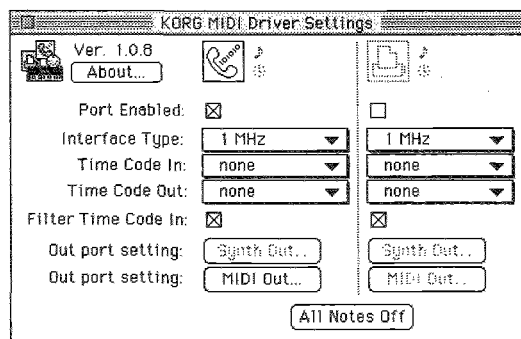 KORG MIDI Driver Settings
Ver. 1.0.8
About...
Port Enabled:
Interface Type: 1 MHz 1 MHz
Time Code In: none none
Time Code Out: none none
Filter Time Code In:
Out port setting: Synth Out.. Synth Out..
Out port setting: MIDI Out... MIDI Out..
All Notes Off